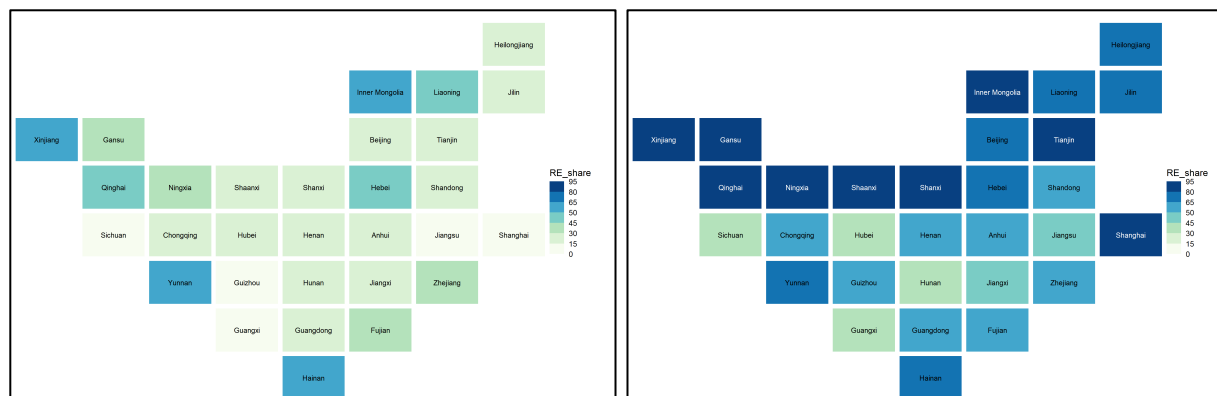 Heilongjiang
Inner Mongolia Liaoning Jilin
Xinjiang Gansu Beijing Tianjin
Qinghai Ningxia Shaanxi Shanxi Hebei Shandong
Sichuan Chongqing Hubei Henan Anhui Jiangsu Shanghai
Yunnan Guizhou Hunan Jiangxi Zhejiang
Guangxi Guangdong Fujian
Hainan
RE_share
95
80
65
50
45
30
15
0
Heilongjiang
Inner Mongolia Liaoning Jilin
Xinjiang Gansu Beijing Tianjin
Qinghai Ningxia Shaanxi Shanxi Hebei Shandong
Sichuan Chongqing Hubei Henan Anhui Jiangsu Shanghai
Yunnan Guizhou Hunan Jiangxi Zhejiang
Guangxi Guangdong Fujian
Hainan
RE_share
95
80
65
50
45
30
15
0